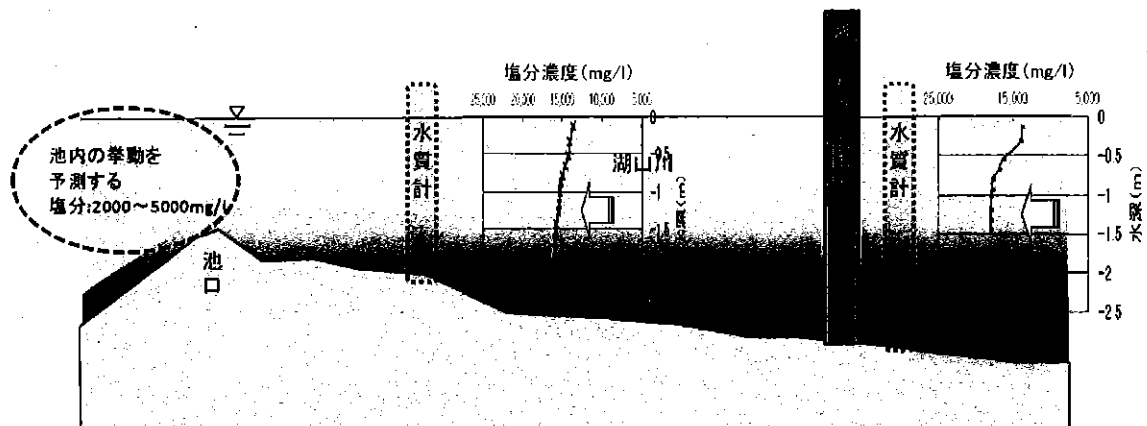 塩分濃度(mg/l)
25,000 20,000 15,000 10,000 5,000
塩分濃度(mg/l)
25,000 15,000 5,000
池内の挙動を
予測する
塩分:2000～5000mg/L
水質計
0
-0.5
-1
-1.5
水深(m)
湖山川
水質計
0
-0.5
-1
-1.5
-2
-2.5
水深(m)
池口